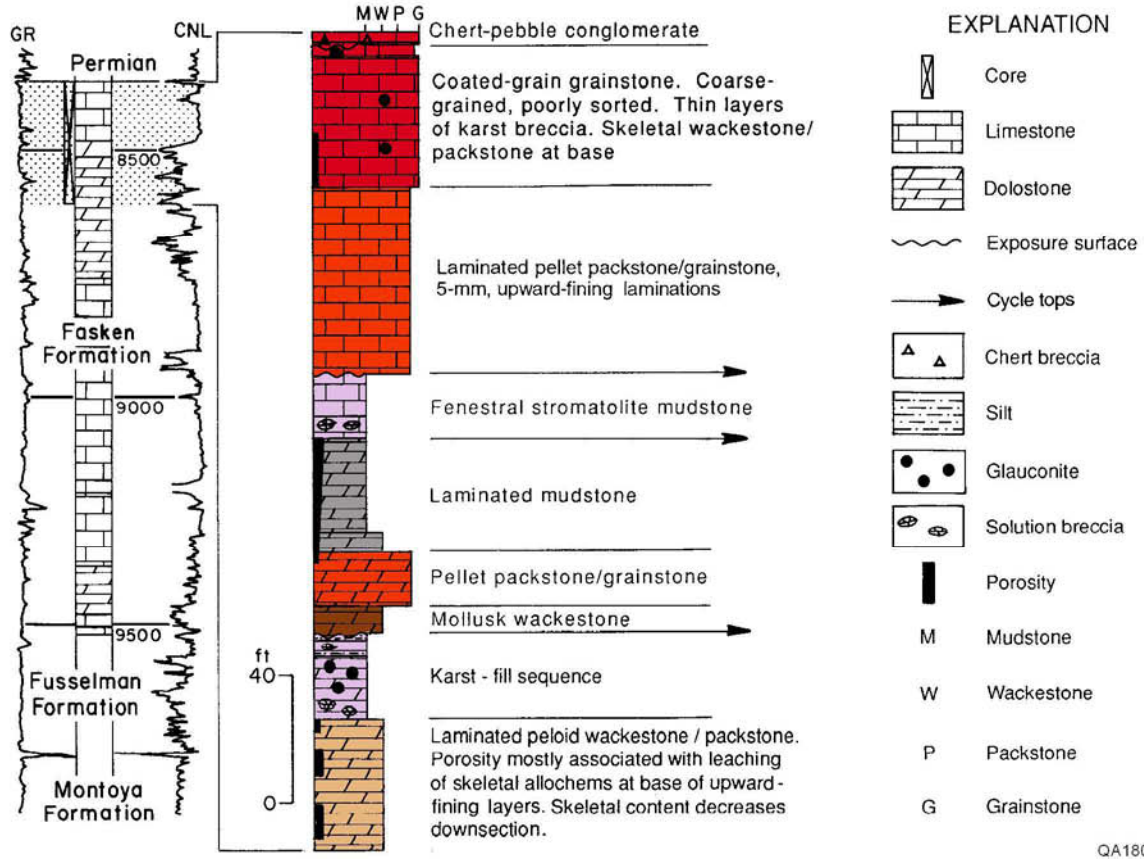 GR
CNL
Permian
8500
Fasken
Formation
9000
9500
Fusselman
Formation
Montoya
Formation
M W P G
ft
40
0
Chert-pebble conglomerate
Coated-grain grainstone. Coarse-
grained, poorly sorted. Thin layers
of karst breccia. Skeletal wackestone/
packstone at base
Laminated pellet packstone/grainstone,
5-mm, upward-fining laminations
Fenestral stromatolite mudstone
Laminated mudstone
Pellet packstone/grainstone
Mollusk wackestone
Karst - fill sequence
Laminated peloid wackestone / packstone.
Porosity mostly associated with leaching
of skeletal allochems at base of upward-
fining layers. Skeletal content decreases
downsection.
EXPLANATION
Core
Limestone
Dolostone
Exposure surface
Cycle tops
Chert breccia
Silt
Glauconite
Solution breccia
Porosity
M Mudstone
W Wackestone
P Packstone
G Grainstone